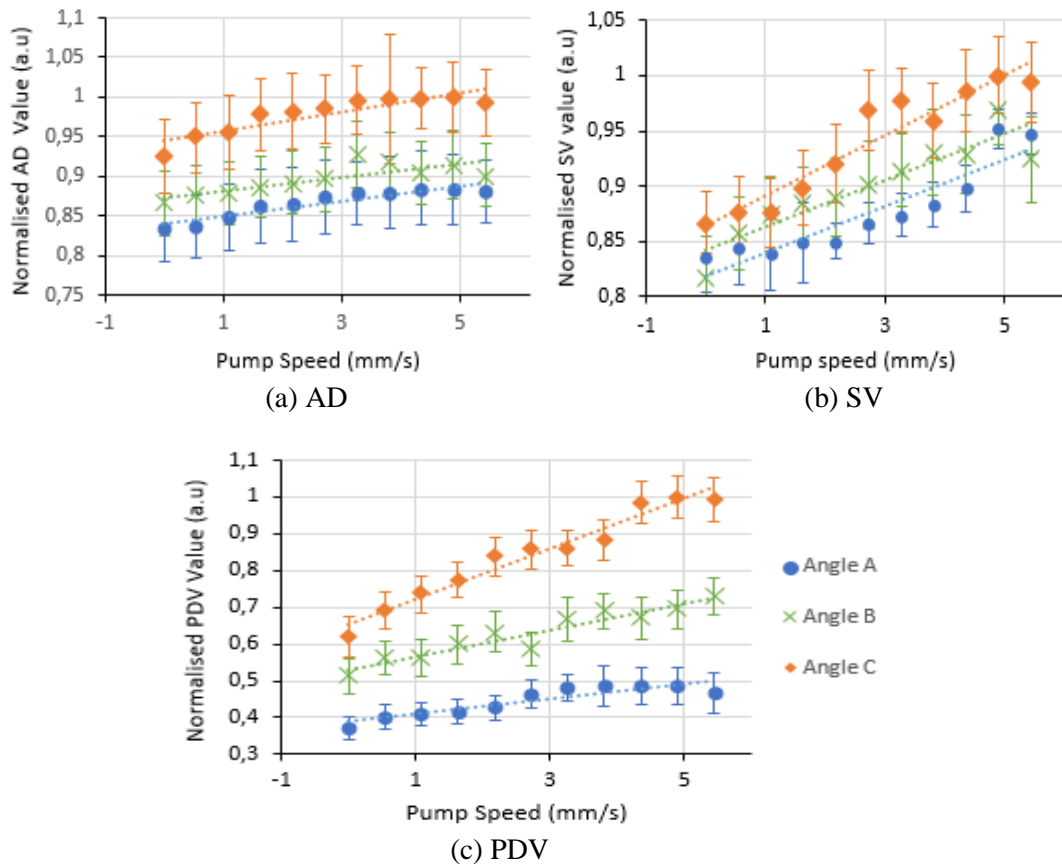 1,1
1,05
1
0,95
0,9
0,85
0,8
0,75
-1 1 3 5
Normalised AD Value (a.u)
Pump Speed (mm/s)
(a) AD
1,05
1
0,95
0,9
0,85
0,8
-1 1 3 5
Normalised SV value (a.u)
Pump speed (mm/s)
(b) SV
1,1
1
0,9
0,8
0,7
0,6
0,5
0,4
0,3
-1 1 3 5
Normalised PDV Value (a.u)
Pump Speed (mm/s)
Angle A
Angle B
Angle C
(c) PDV